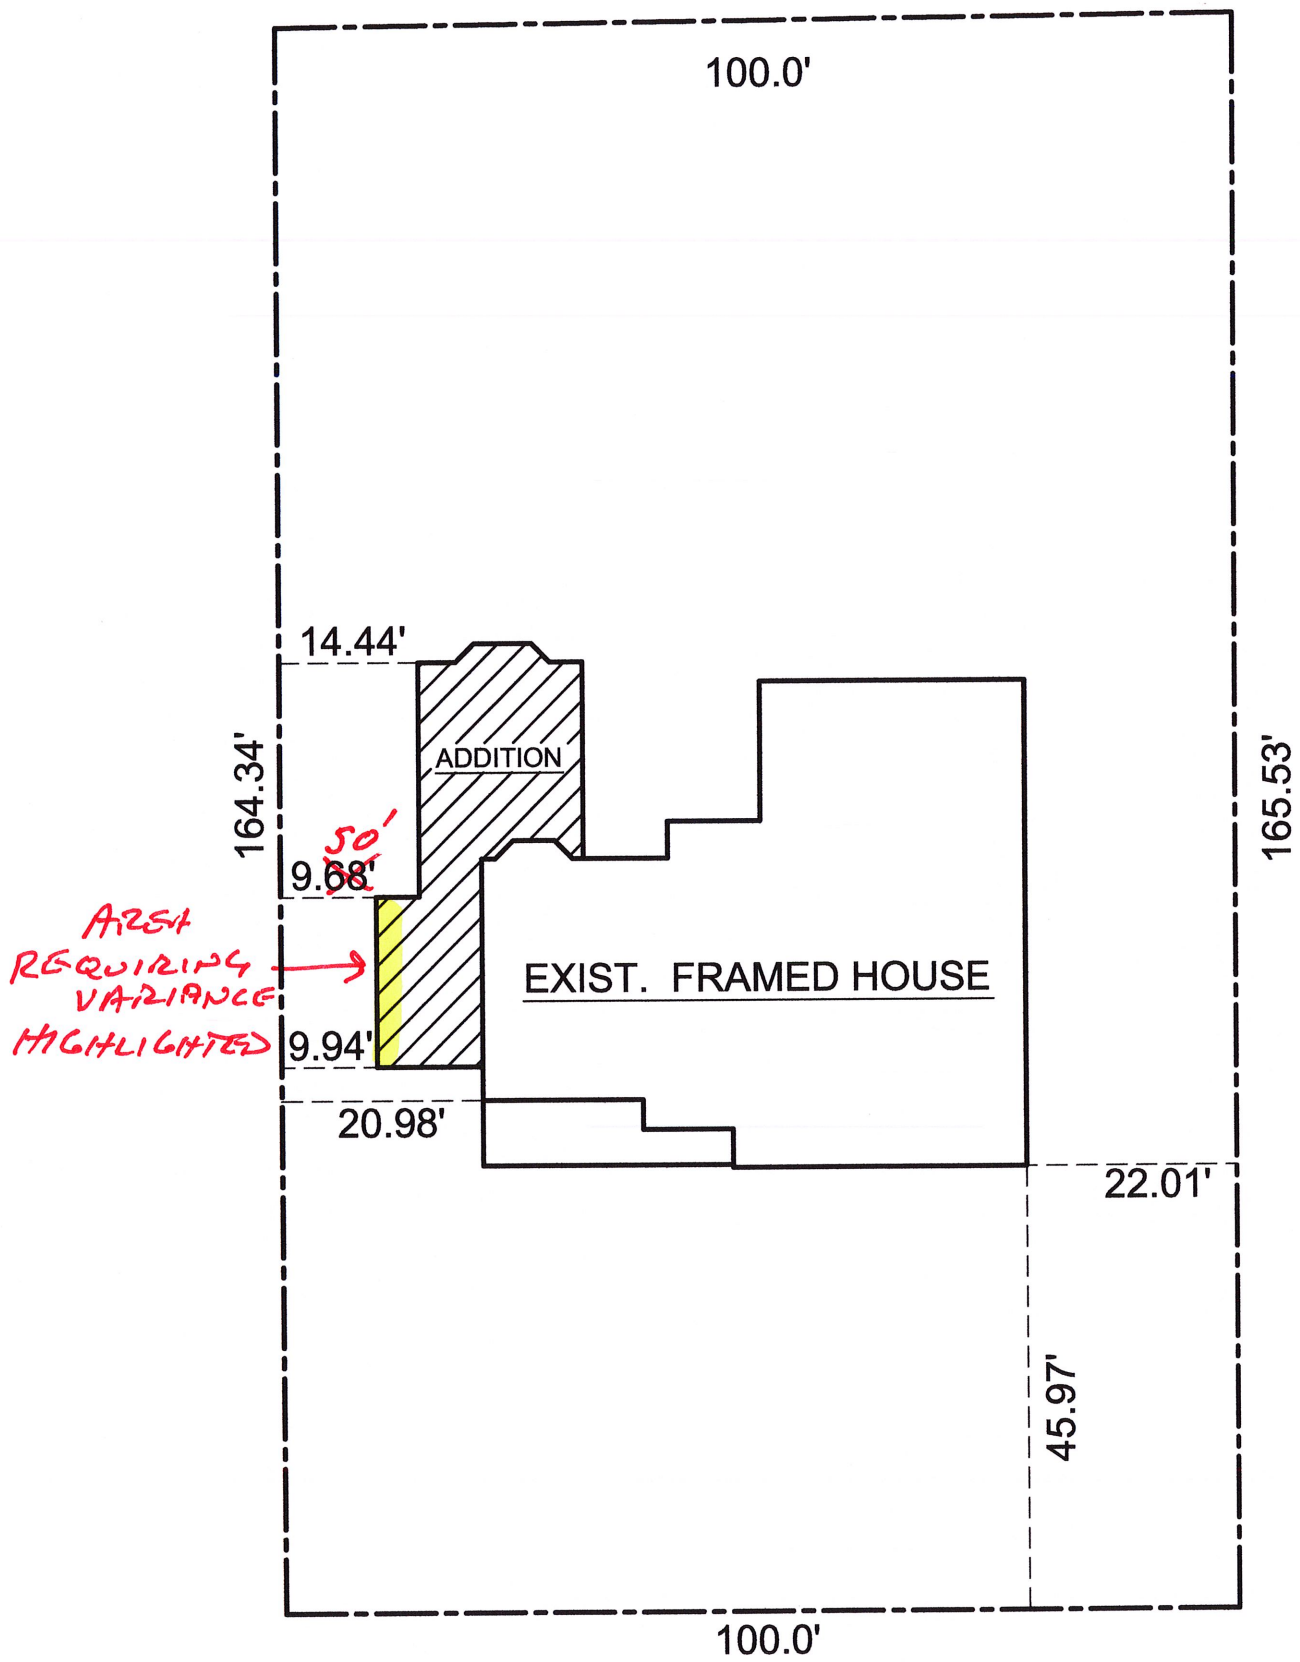 100.0'
14.44'
ADDITION
164.34'
165.53'
50'
9.68'
AREA
REQUIRING
VARIANCE
HIGHLIGHTED
EXIST. FRAMED HOUSE
9.94'
20.98'
22.01'
45.97'
100.0'